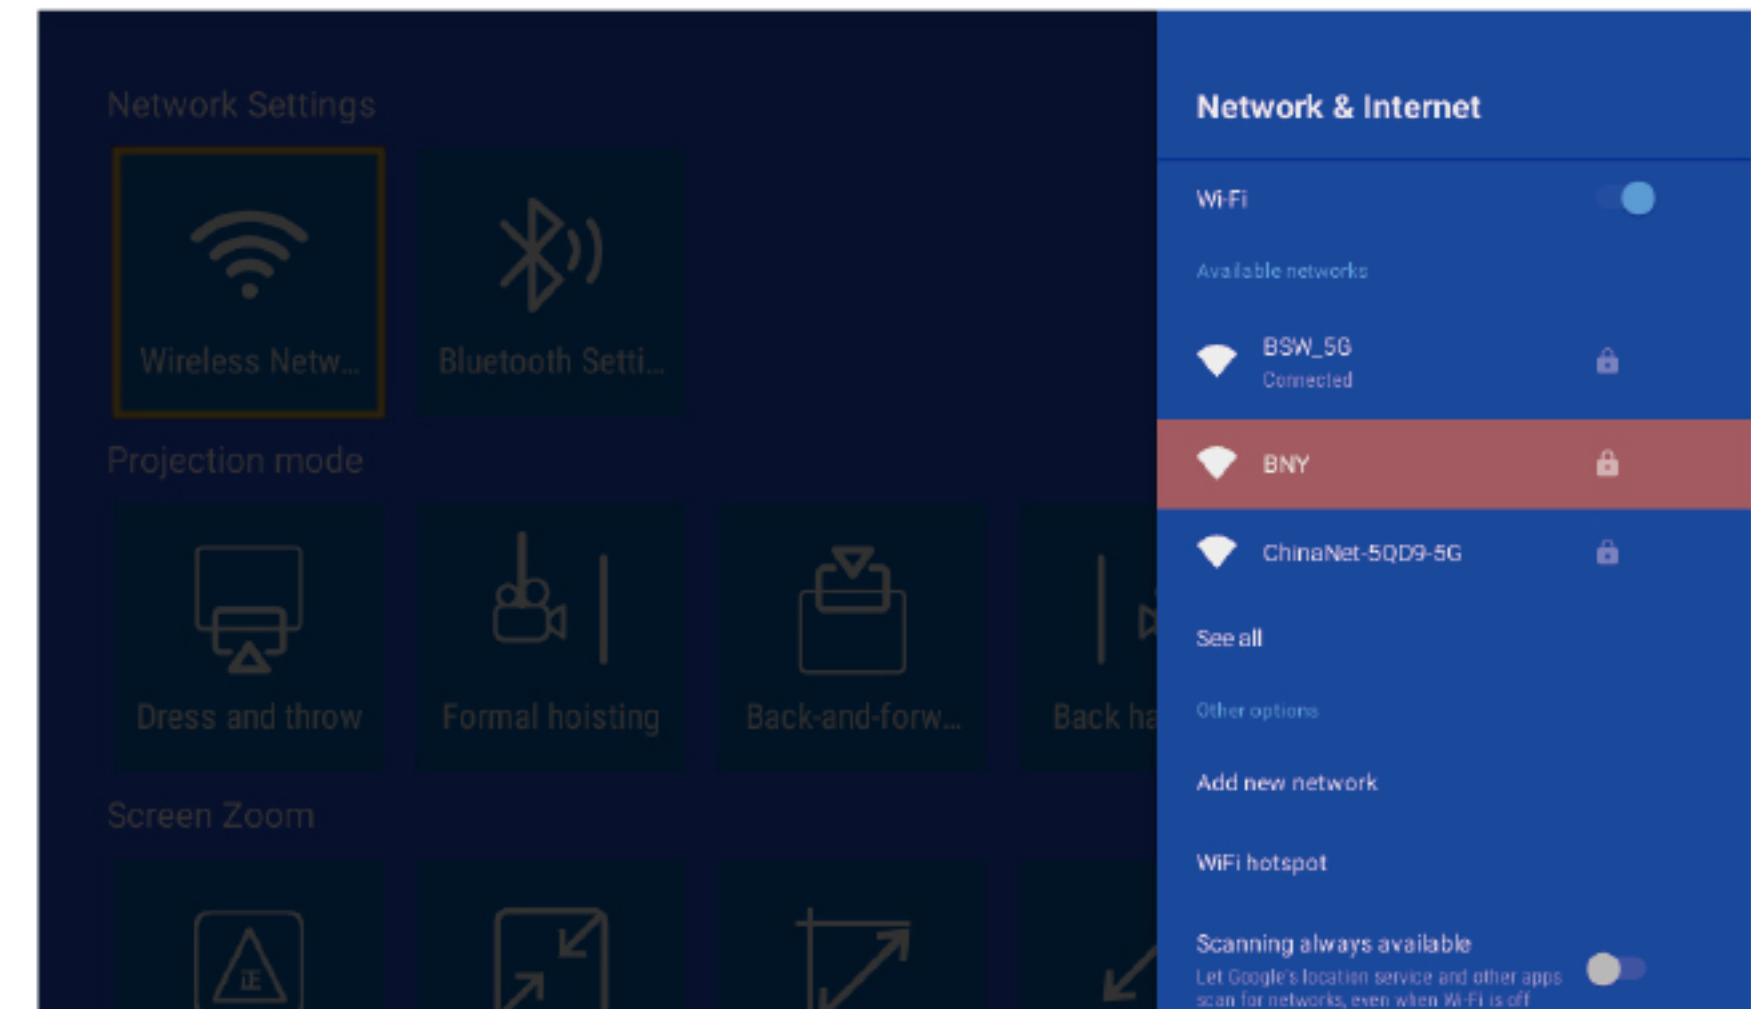 Network Settings
Wireless Netw...
Bluetooth Setti...
Projection mode
Dress and throw
Formal hoisting
Back-and-forw...
Back ha
Screen Zoom
正
Network & Internet
Wi-Fi
Available networks
BSW_5G
Connected
BNY
ChinaNet-5QD9-5G
See all
Other options
Add new network
WiFi hotspot
Scanning always available
Let Google's location service and other apps
scan for networks, even when Wi-Fi is off